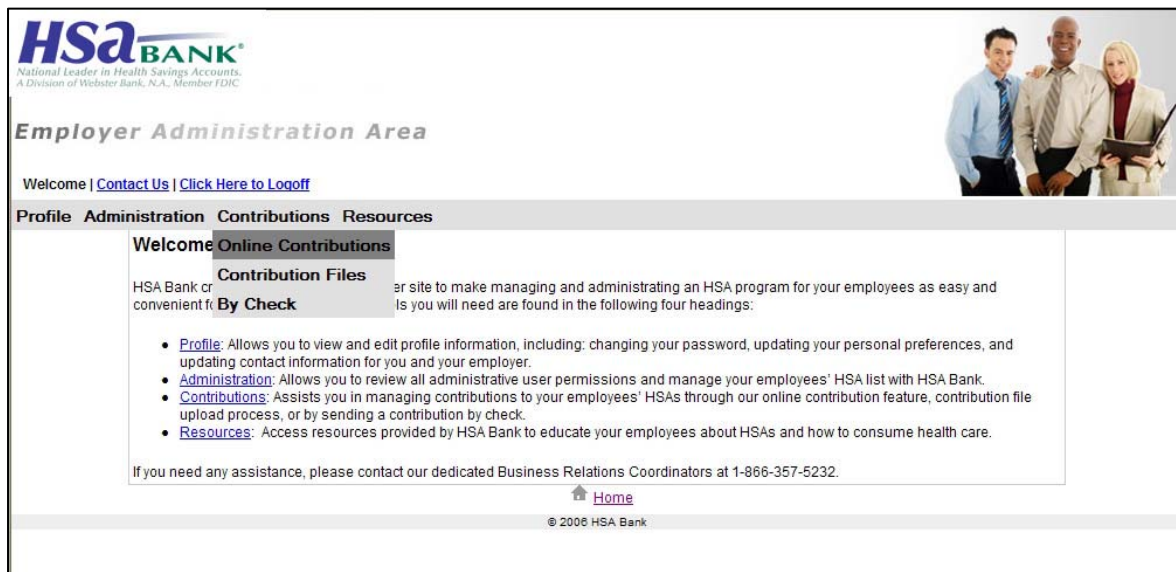 HSA BANK®
National Leader in Health Savings Accounts.
A Division of Webster Bank, N.A., Member FDIC
Employer Administration Area
Welcome | Contact Us | Click Here to Logoff
Profile Administration Contributions Resources
Welcome
Online Contributions
Contribution Files
By Check
HSA Bank cr er site to make managing and administrating an HSA program for your employees as easy and
convenient fo ls you will need are found in the following four headings:
• Profile: Allows you to view and edit profile information, including: changing your password, updating your personal preferences, and
updating contact information for you and your employer.
• Administration: Allows you to review all administrative user permissions and manage your employees' HSA list with HSA Bank.
• Contributions: Assists you in managing contributions to your employees' HSAs through our online contribution feature, contribution file
upload process, or by sending a contribution by check.
• Resources: Access resources provided by HSA Bank to educate your employees about HSAs and how to consume health care.
If you need any assistance, please contact our dedicated Business Relations Coordinators at 1-866-357-5232.
Home
© 2006 HSA Bank